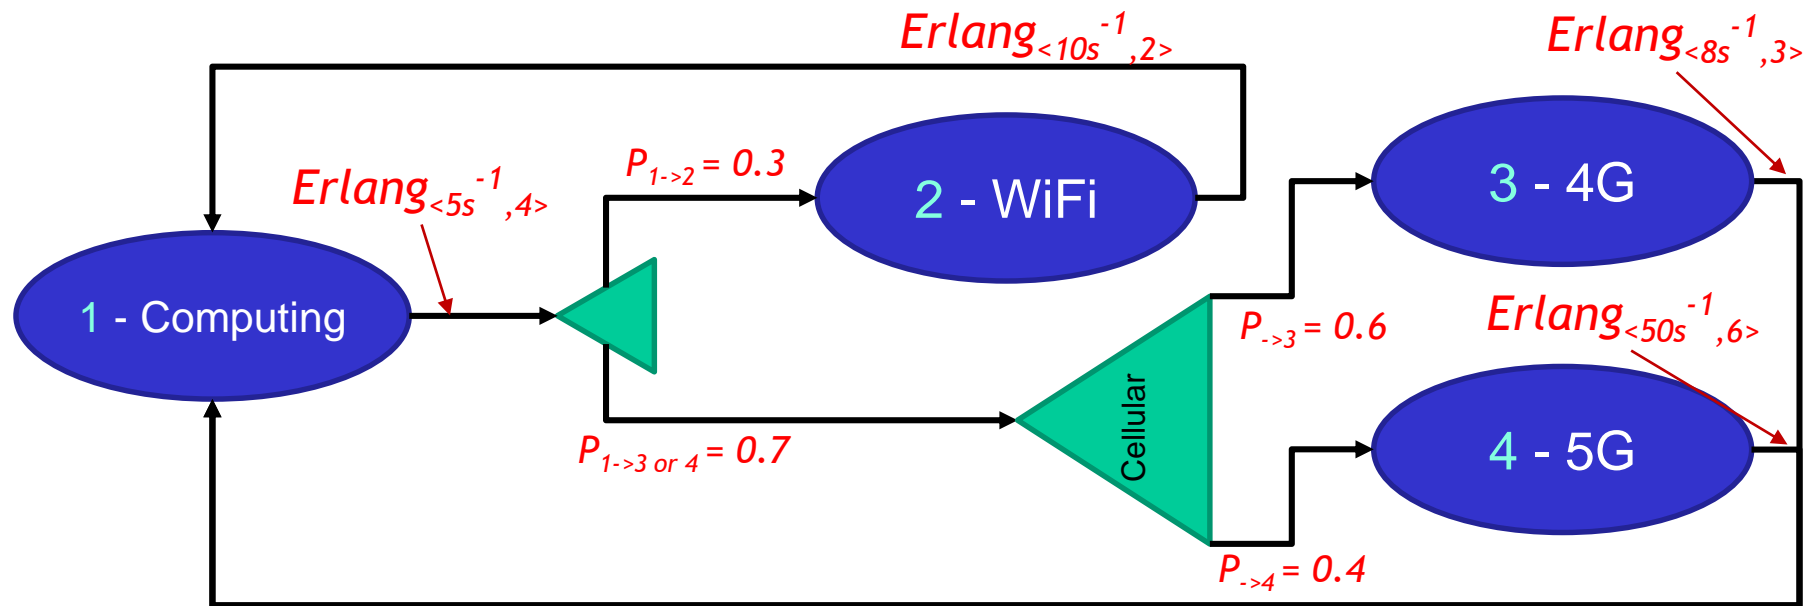 Erlang<10s⁻¹,2>
Erlang<8s⁻¹,3>
P1->2 = 0.3
Erlang<5s⁻¹,4>
2 - WiFi
3 - 4G
1 - Computing
P->3 = 0.6
Erlang<50s⁻¹,6>
Cellular
P1->3 or 4 = 0.7
4 - 5G
P->4 = 0.4